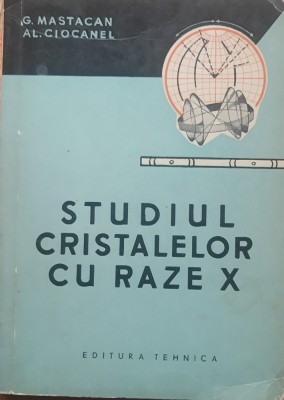 G. MASTACAN
AL. CIOCANEL
STUDIUL
CRISTALELOR
CU RAZE X
EDITURA TEHNICA